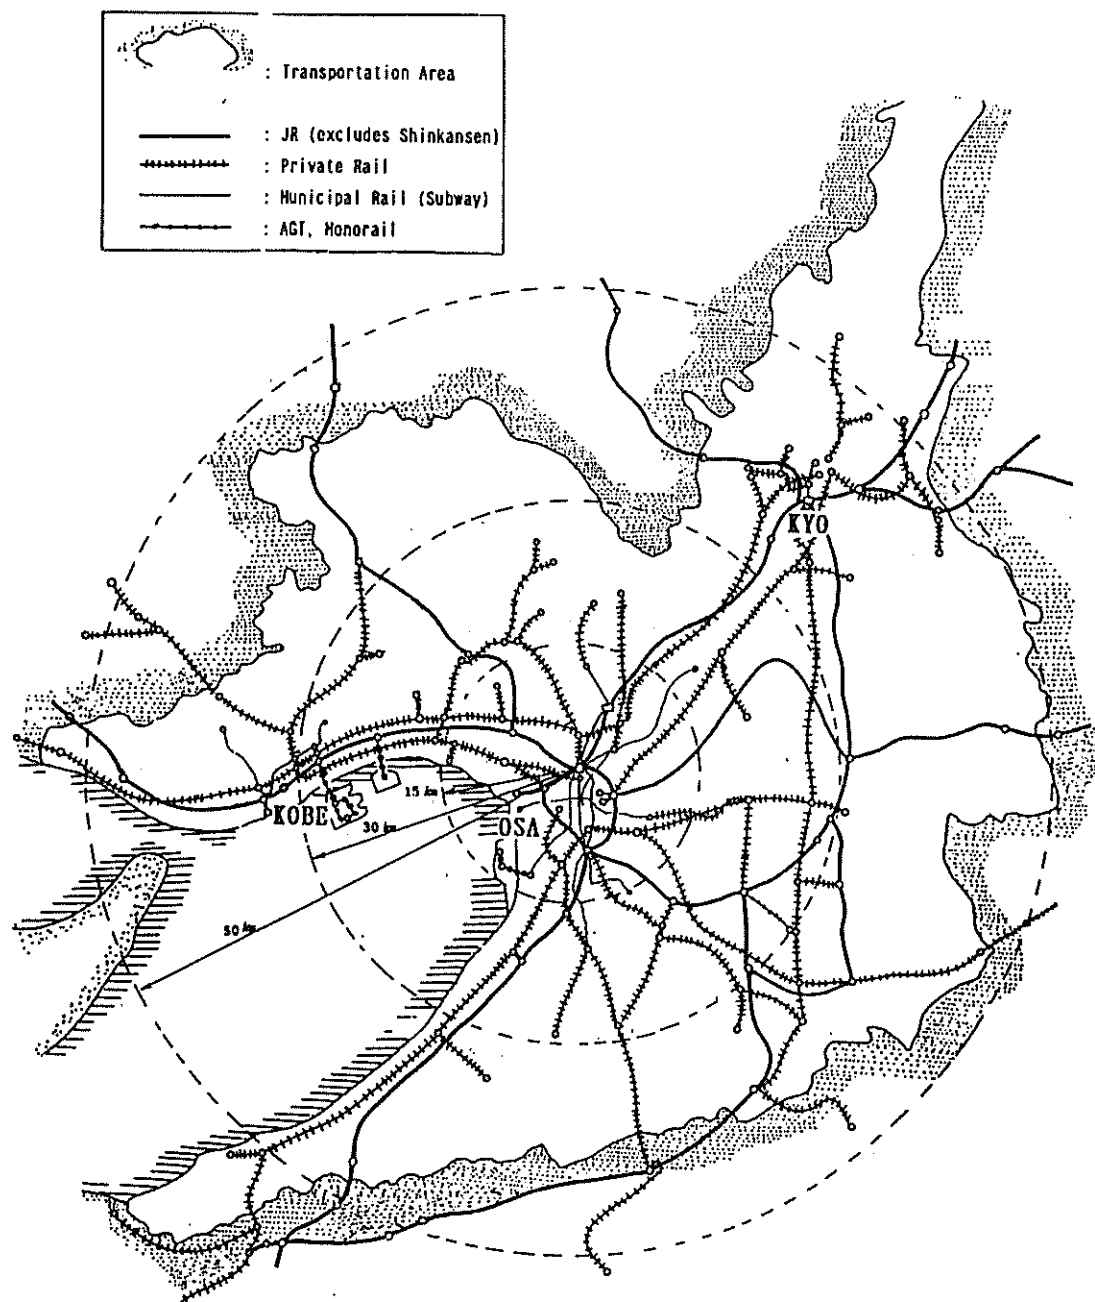 : Transportation Area
: JR (excludes Shinkansen)
: Private Rail
: Municipal Rail (Subway)
: AGT, Monorail
KYO
15 km
KOBE
30 km
OSA
50 km